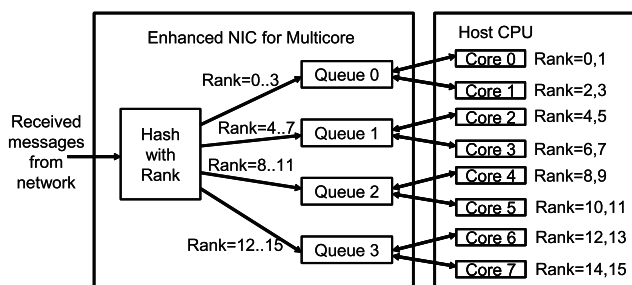 Enhanced NIC for Multicore
Host CPU
Received
messages
from
network
Hash
with
Rank
Rank=0..3
Rank=4..7
Rank=8..11
Rank=12..15
Queue 0
Queue 1
Queue 2
Queue 3
Core 0 Rank=0,1
Core 1 Rank=2,3
Core 2 Rank=4,5
Core 3 Rank=6,7
Core 4 Rank=8,9
Core 5 Rank=10,11
Core 6 Rank=12,13
Core 7 Rank=14,15